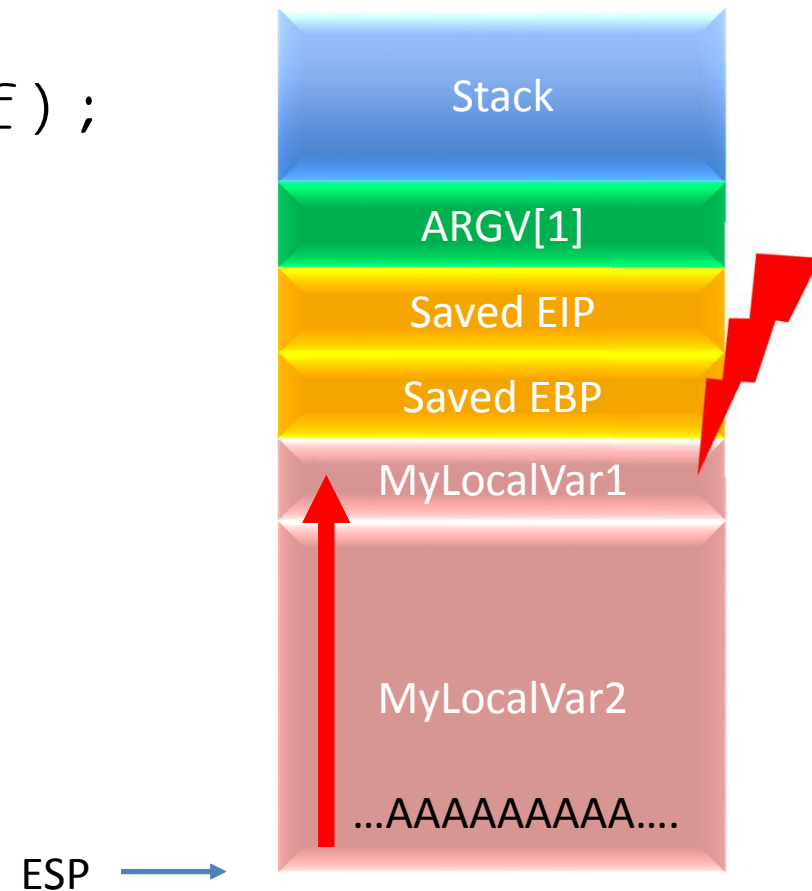 f);
Stack
ARGV[1]
Saved EIP
Saved EBP
MyLocalVar1
MyLocalVar2
...AAAAAAAAA....
ESP